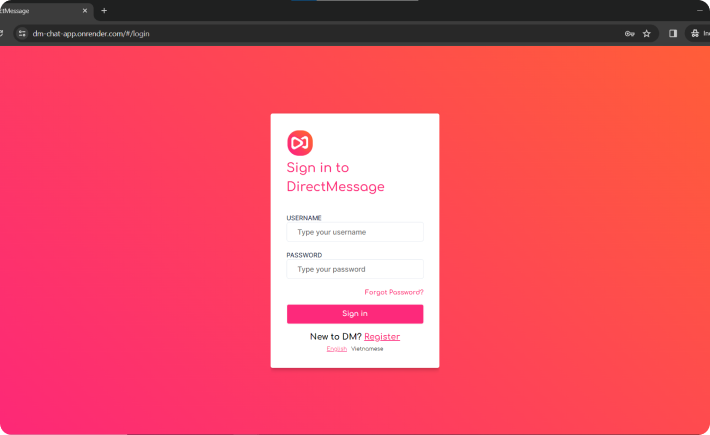 ctMessage
dm-chat-app.onrender.com/#/login
Sign in to
DirectMessage
USERNAME
Type your username
PASSWORD
Type your password
Forgot Password?
Sign in
New to DM? Register
English Vietnamese